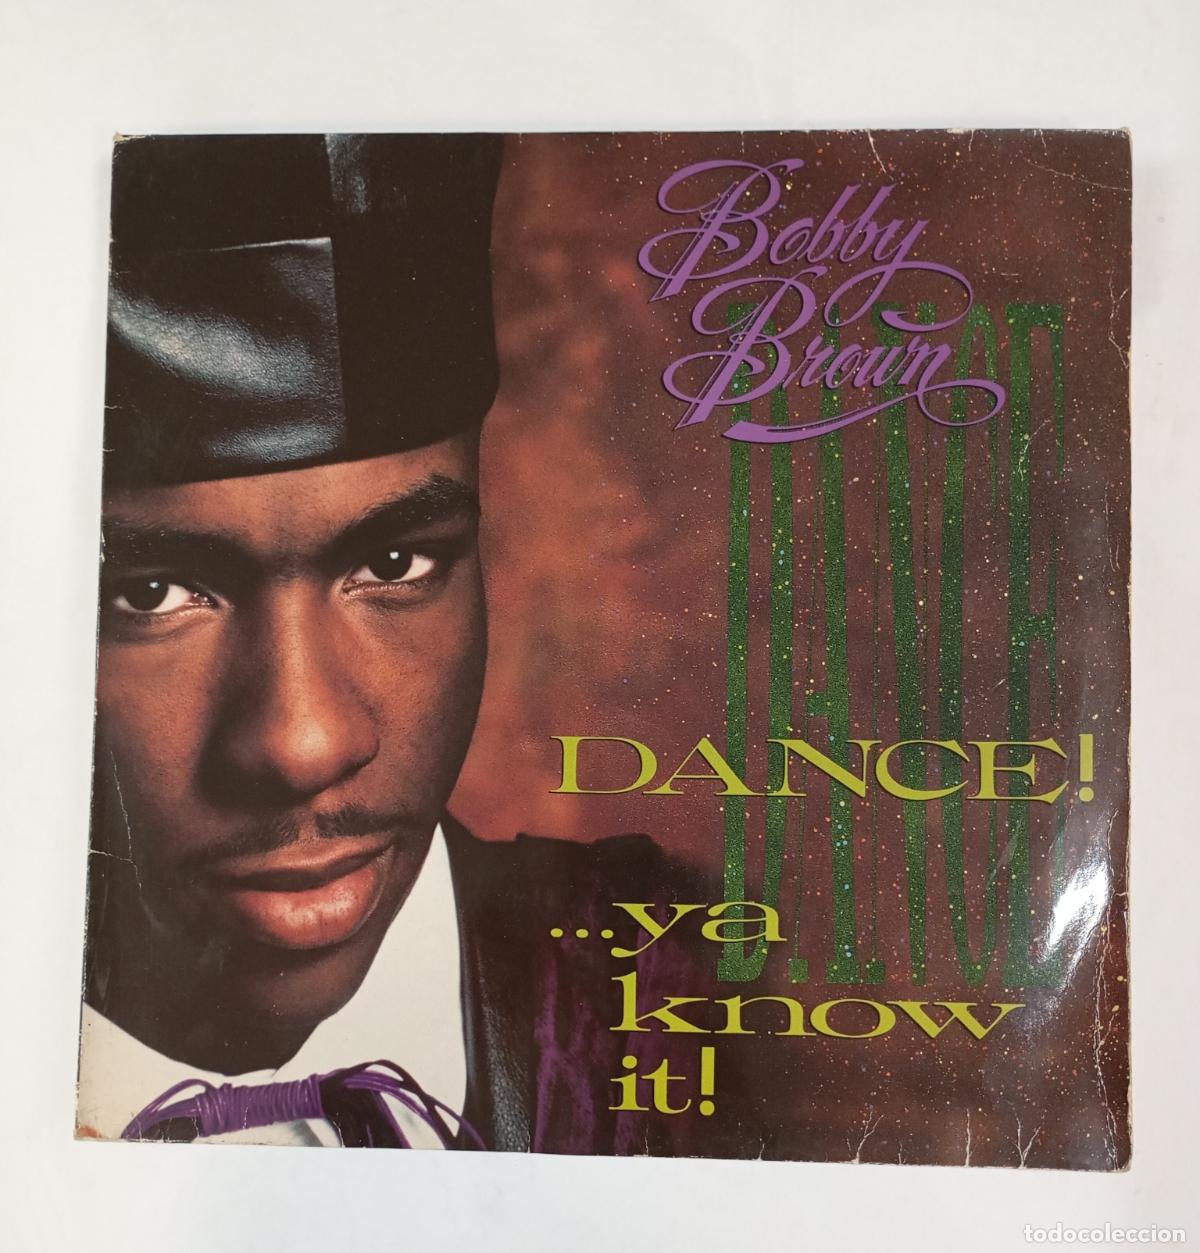 Bobby
Brown
DANCE
DANCE!
...ya
know
it!
todocoleccion